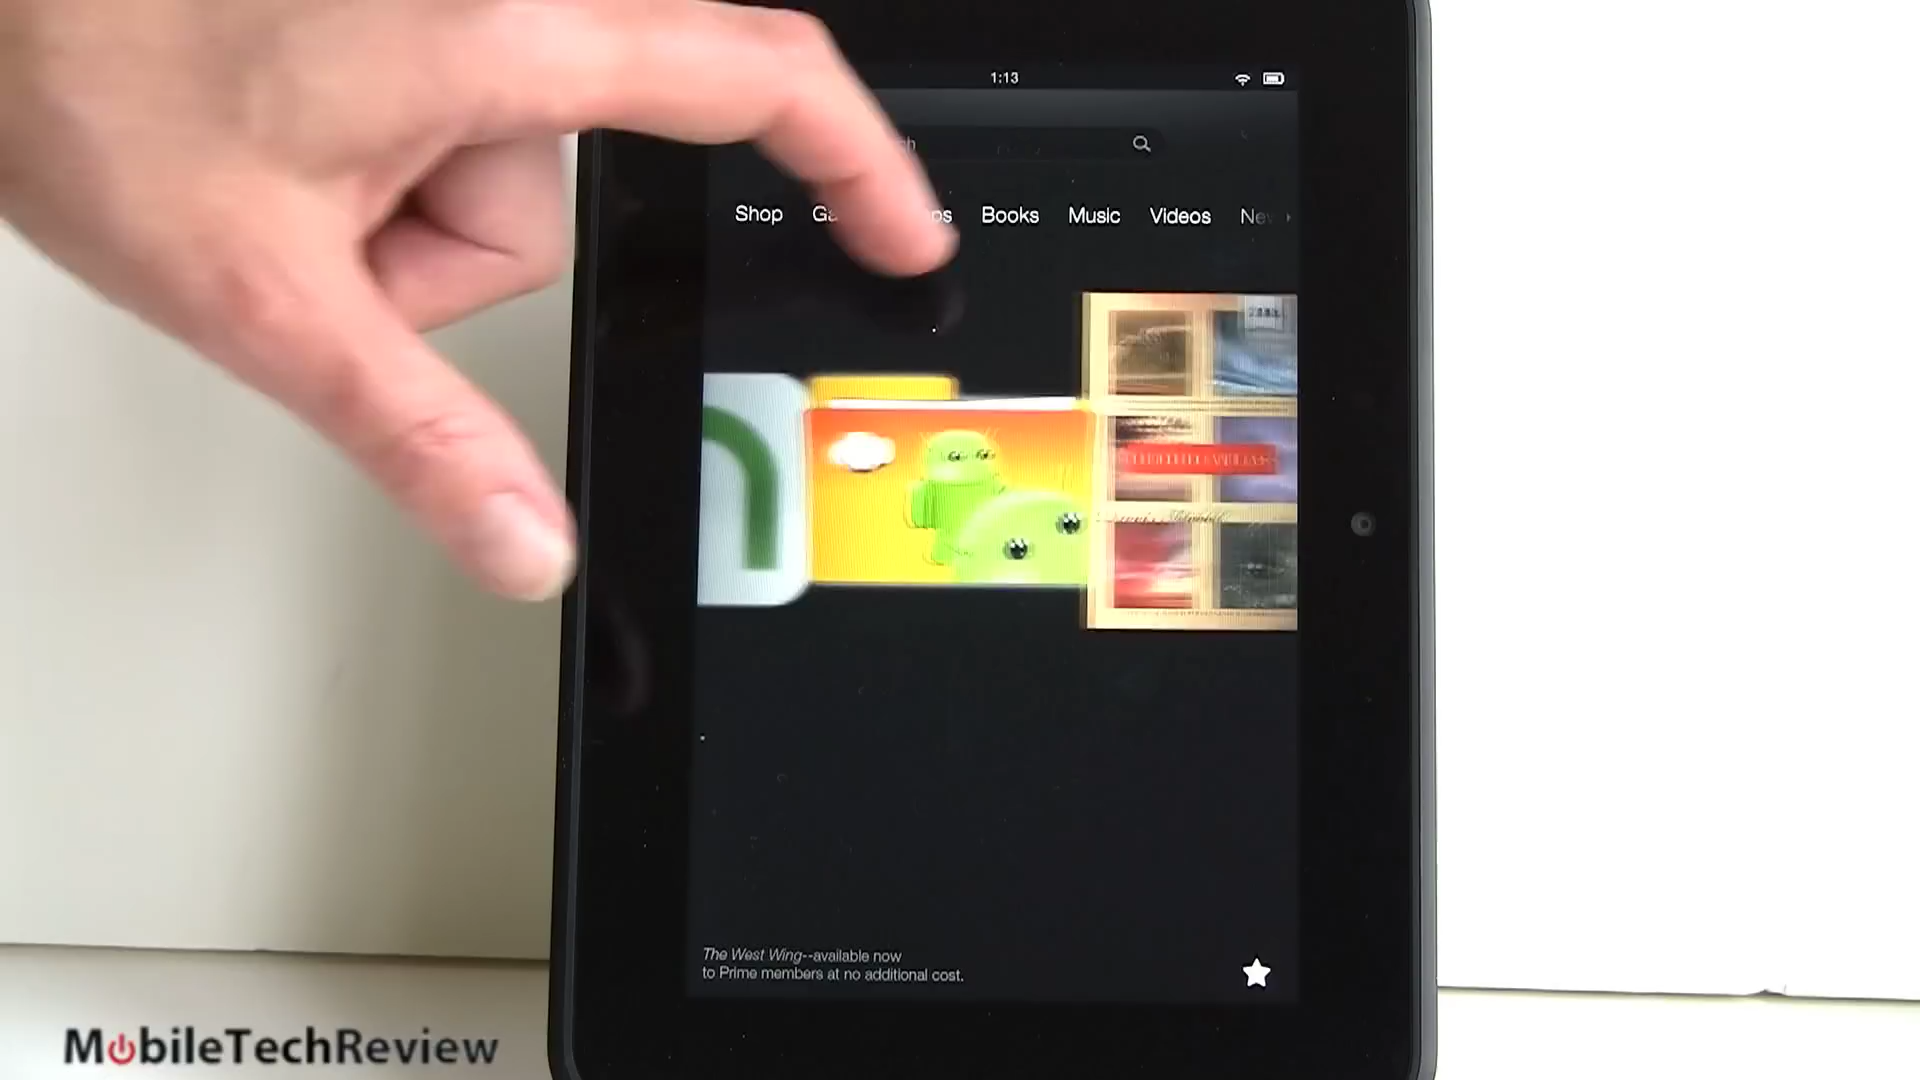 1:13
Shop
Books
Music
Videos
The West Wing--available now
to Prime members at no additional cost.
MobileTechReview